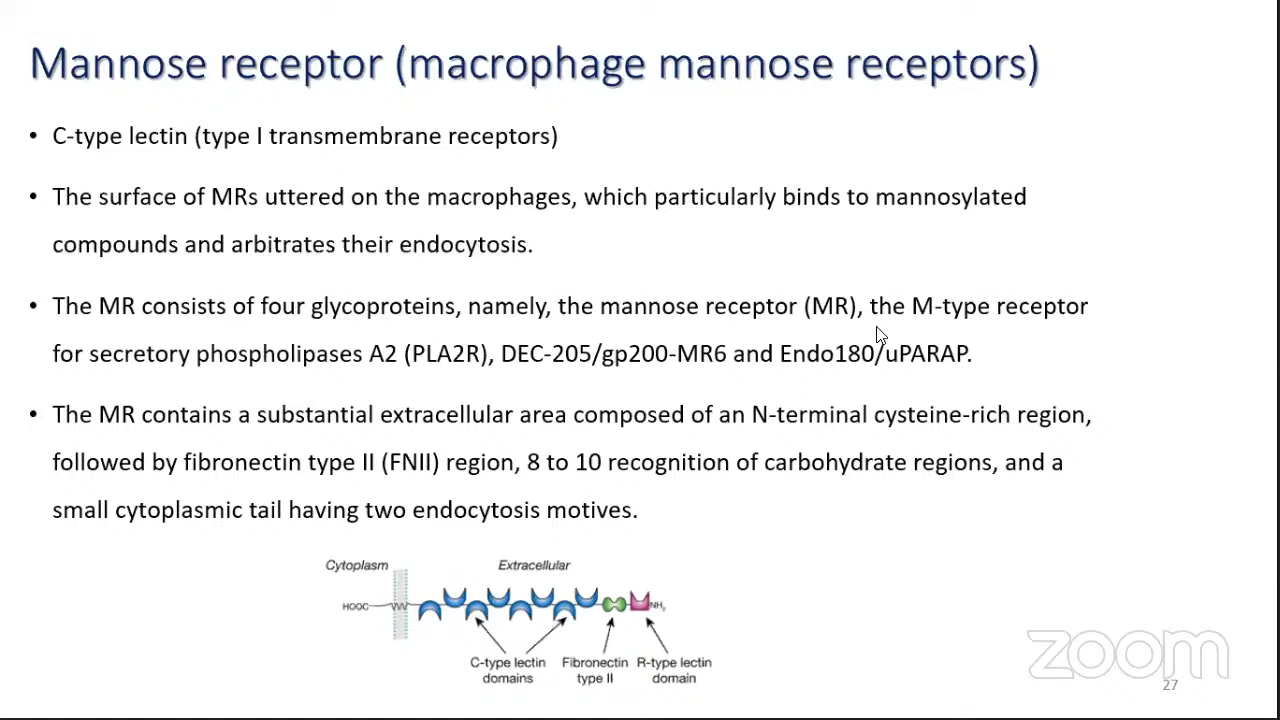 Mannose receptor (macrophage mannose receptors)
• C-type lectin (type I transmembrane receptors)
• The surface of MRs uttered on the macrophages, which particularly binds to mannosylated
compounds and arbitrates their endocytosis.
• The MR consists of four glycoproteins, namely, the mannose receptor (MR), the M-type receptor
for secretory phospholipases A2 (PLA2R), DEC-205/gp200-MR6 and Endo180/uPARAP.
• The MR contains a substantial extracellular area composed of an N-terminal cysteine-rich region,
followed by fibronectin type II (FNII) region, 8 to 10 recognition of carbohydrate regions, and a
small cytoplasmic tail having two endocytosis motives.
Cytoplasm
Extracellular
HOOC
NH₂
C-type lectin
domains
Fibronectin
type II
R-type lectin
domain
zoom
27